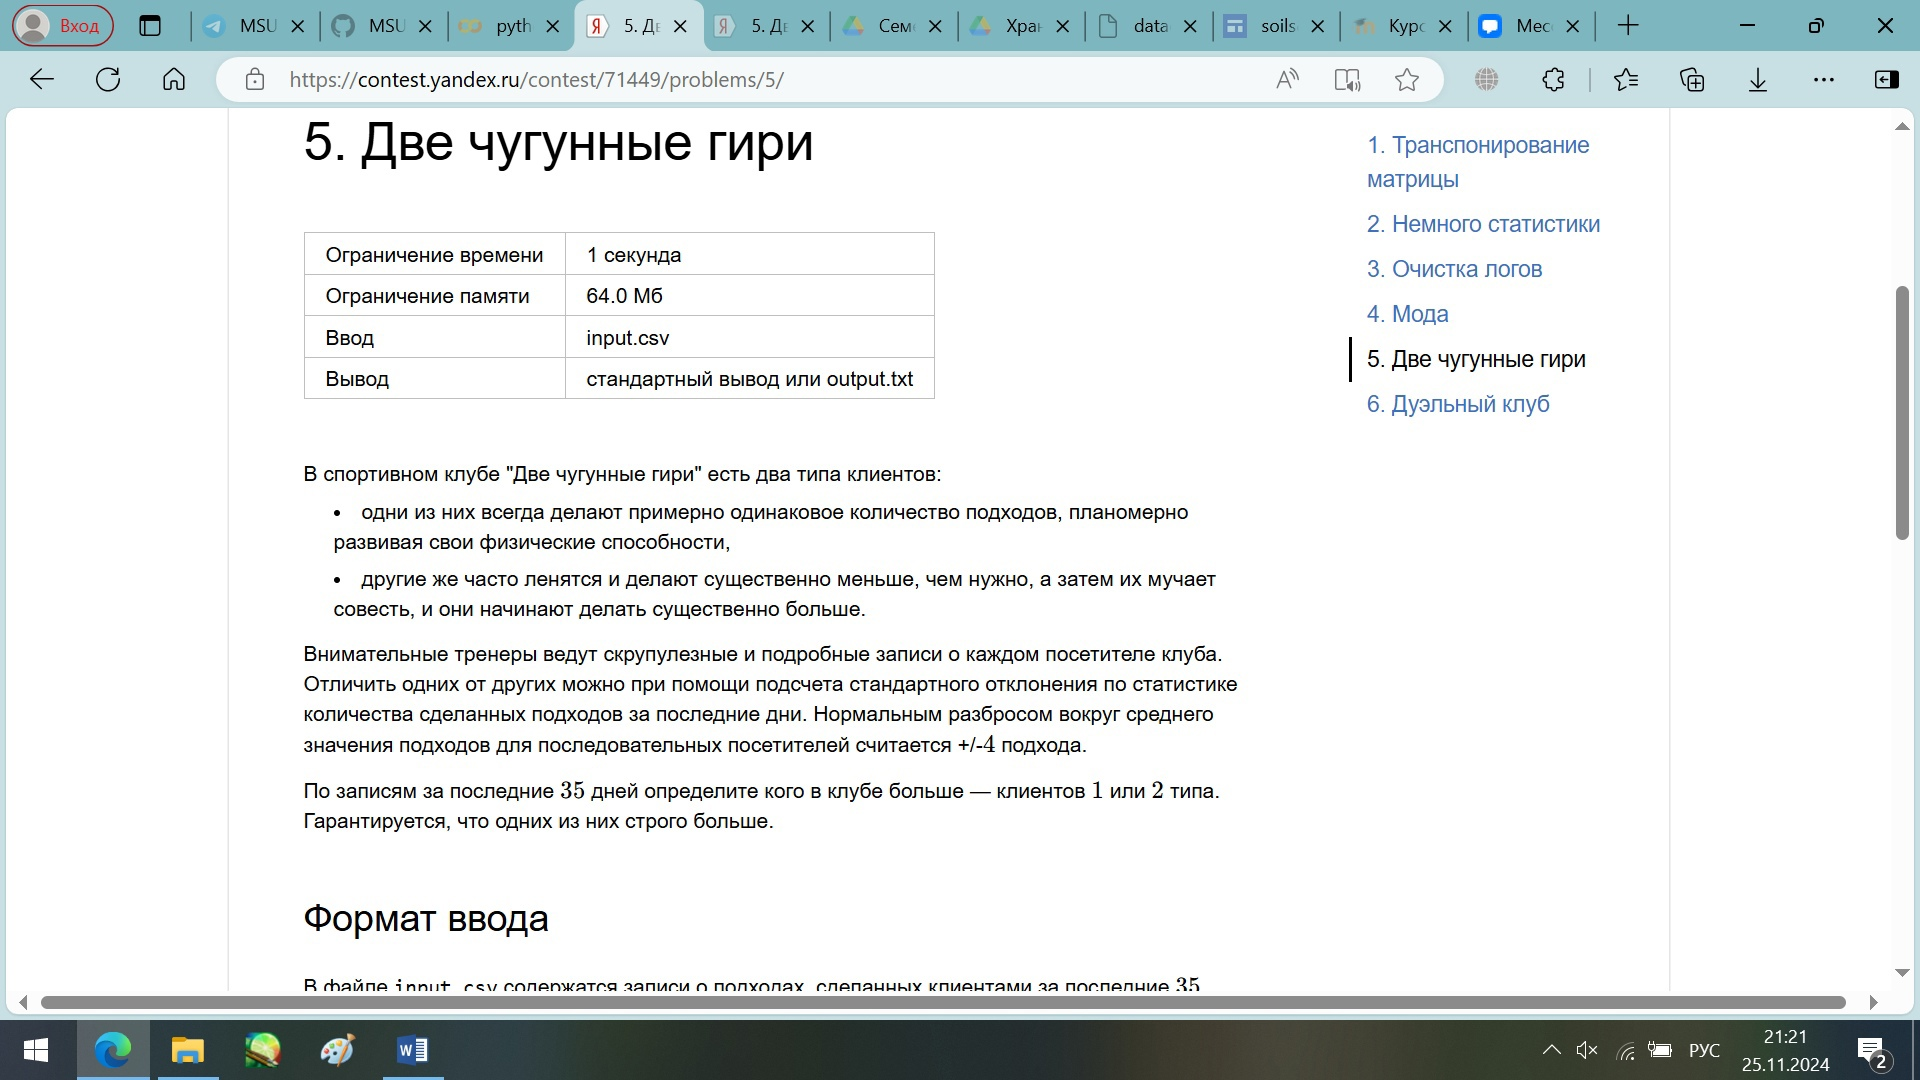 Вход
MSU
MSU
pyth
5. Дв
5. Дв
Сем
Хран
data
soils
Курс
Мес
https://contest.yandex.ru/contest/71449/problems/5/
5. Две чугунные гири
Ограничение времени 1 секунда
Ограничение памяти 64.0 Мб
Ввод input.csv
Вывод стандартный вывод или output.txt
В спортивном клубе "Две чугунные гири" есть два типа клиентов:
• одни из них всегда делают примерно одинаковое количество подходов, планомерно
развивая свои физические способности,
• другие же часто ленятся и делают существенно меньше, чем нужно, а затем их мучает
совесть, и они начинают делать существенно больше.
Внимательные тренеры ведут скрупулезные и подробные записи о каждом посетителе клуба.
Отличить одних от других можно при помощи подсчета стандартного отклонения по статистике
количества сделанных подходов за последние дни. Нормальным разбросом вокруг среднего
значения подходов для последовательных посетителей считается +/-4 подхода.
По записям за последние 35 дней определите кого в клубе больше — клиентов 1 или 2 типа.
Гарантируется, что одних из них строго больше.
Формат ввода
В файле input.csv содержатся записи о подходах, сделанных клиентами за последние 35
1. Транспонирование
матрицы
2. Немного статистики
3. Очистка логов
4. Мода
5. Две чугунные гири
6. Дуэльный клуб
РУС
21:21
25.11.2024
2